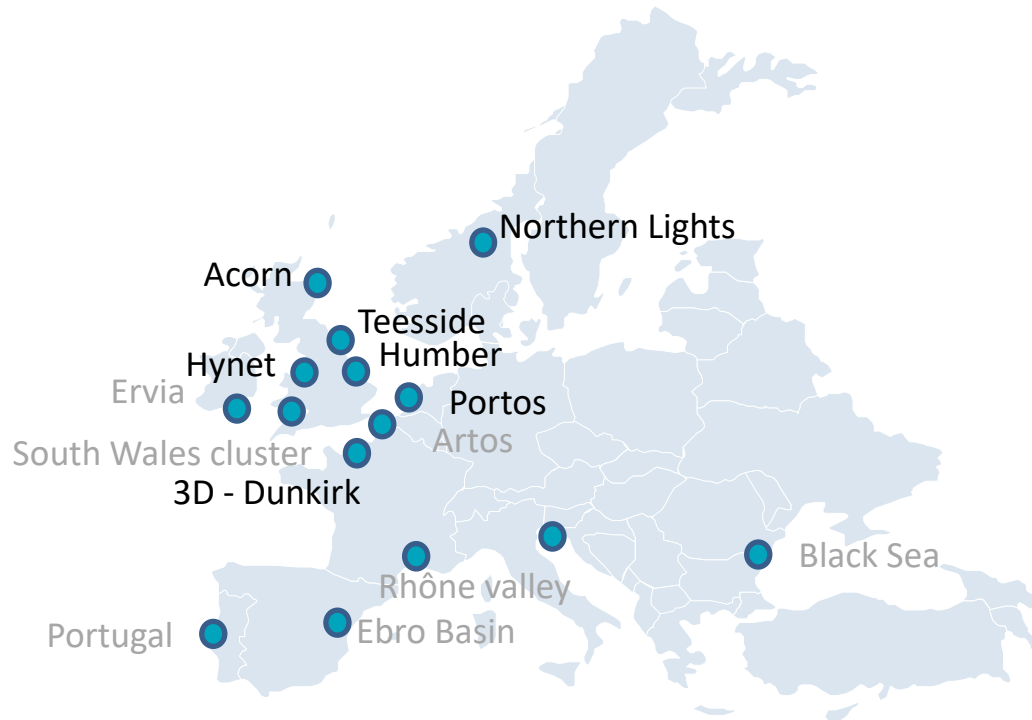 Northern Lights
Acorn
Teesside
Humber
Hynet
Ervia
Portos
Artos
South Wales cluster
3D - Dunkirk
Black Sea
Rhône valley
Ebro Basin
Portugal